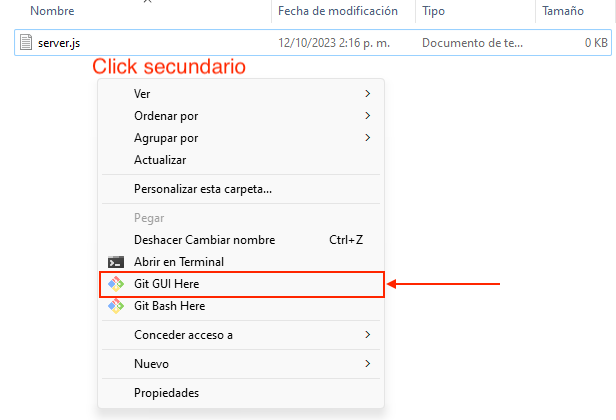 Nombre Fecha de modificación Tipo Tamaño
server.js 12/10/2023 2:16 p. m. Documento de te... 0 KB
Click secundario
Ver
Ordenar por
Agrupar por
Actualizar
Personalizar esta carpeta...
Pegar
Deshacer Cambiar nombre Ctrl+Z
Abrir en Terminal
Git GUI Here
Git Bash Here
Conceder acceso a
Nuevo
Propiedades